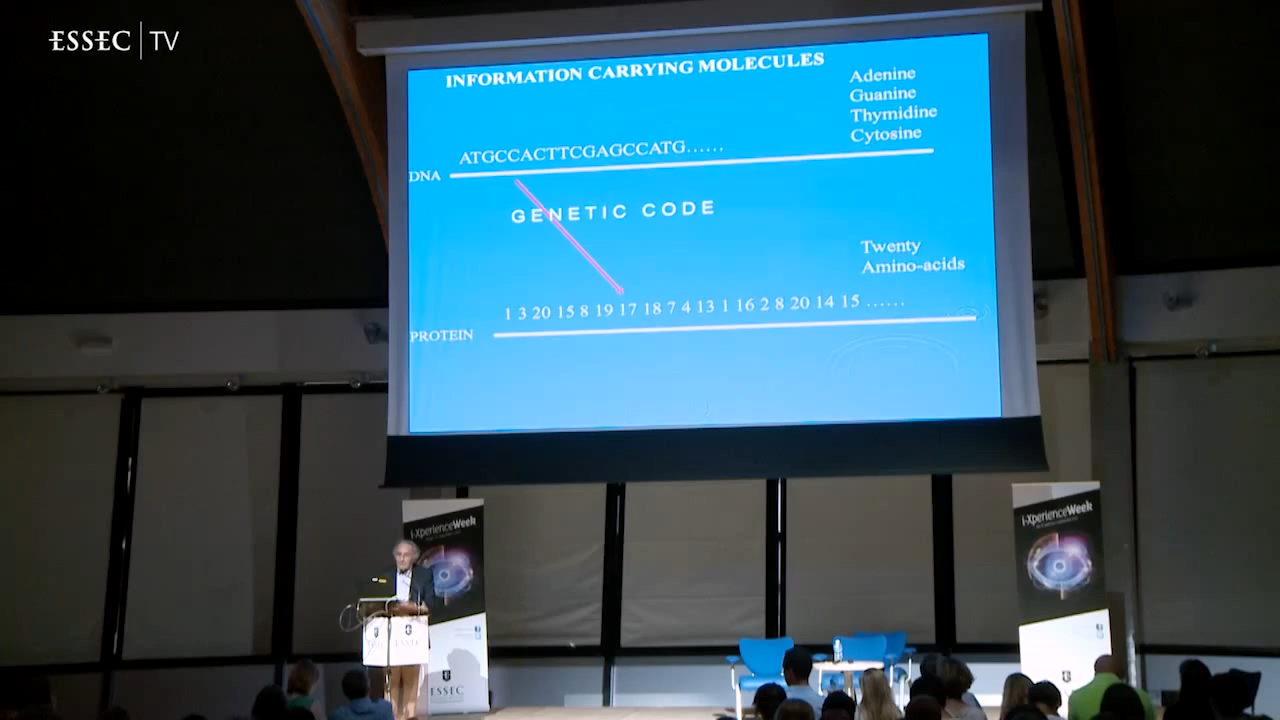 ESSEC TV
INFORMATION CARRYING MOLECULES
Adenine
Guanine
Thymidine
Cytosine
ATGCCACTTCGAGCCATG......
DNA
GENETIC CODE
Twenty
Amino-acids
1 3 20 15 8 19 17 18 7 4 13 1 16 2 8 20 14 15 ......
PROTEIN
i-XperienceWeek
i-XperienceWeek
ESSEC
ESSEC